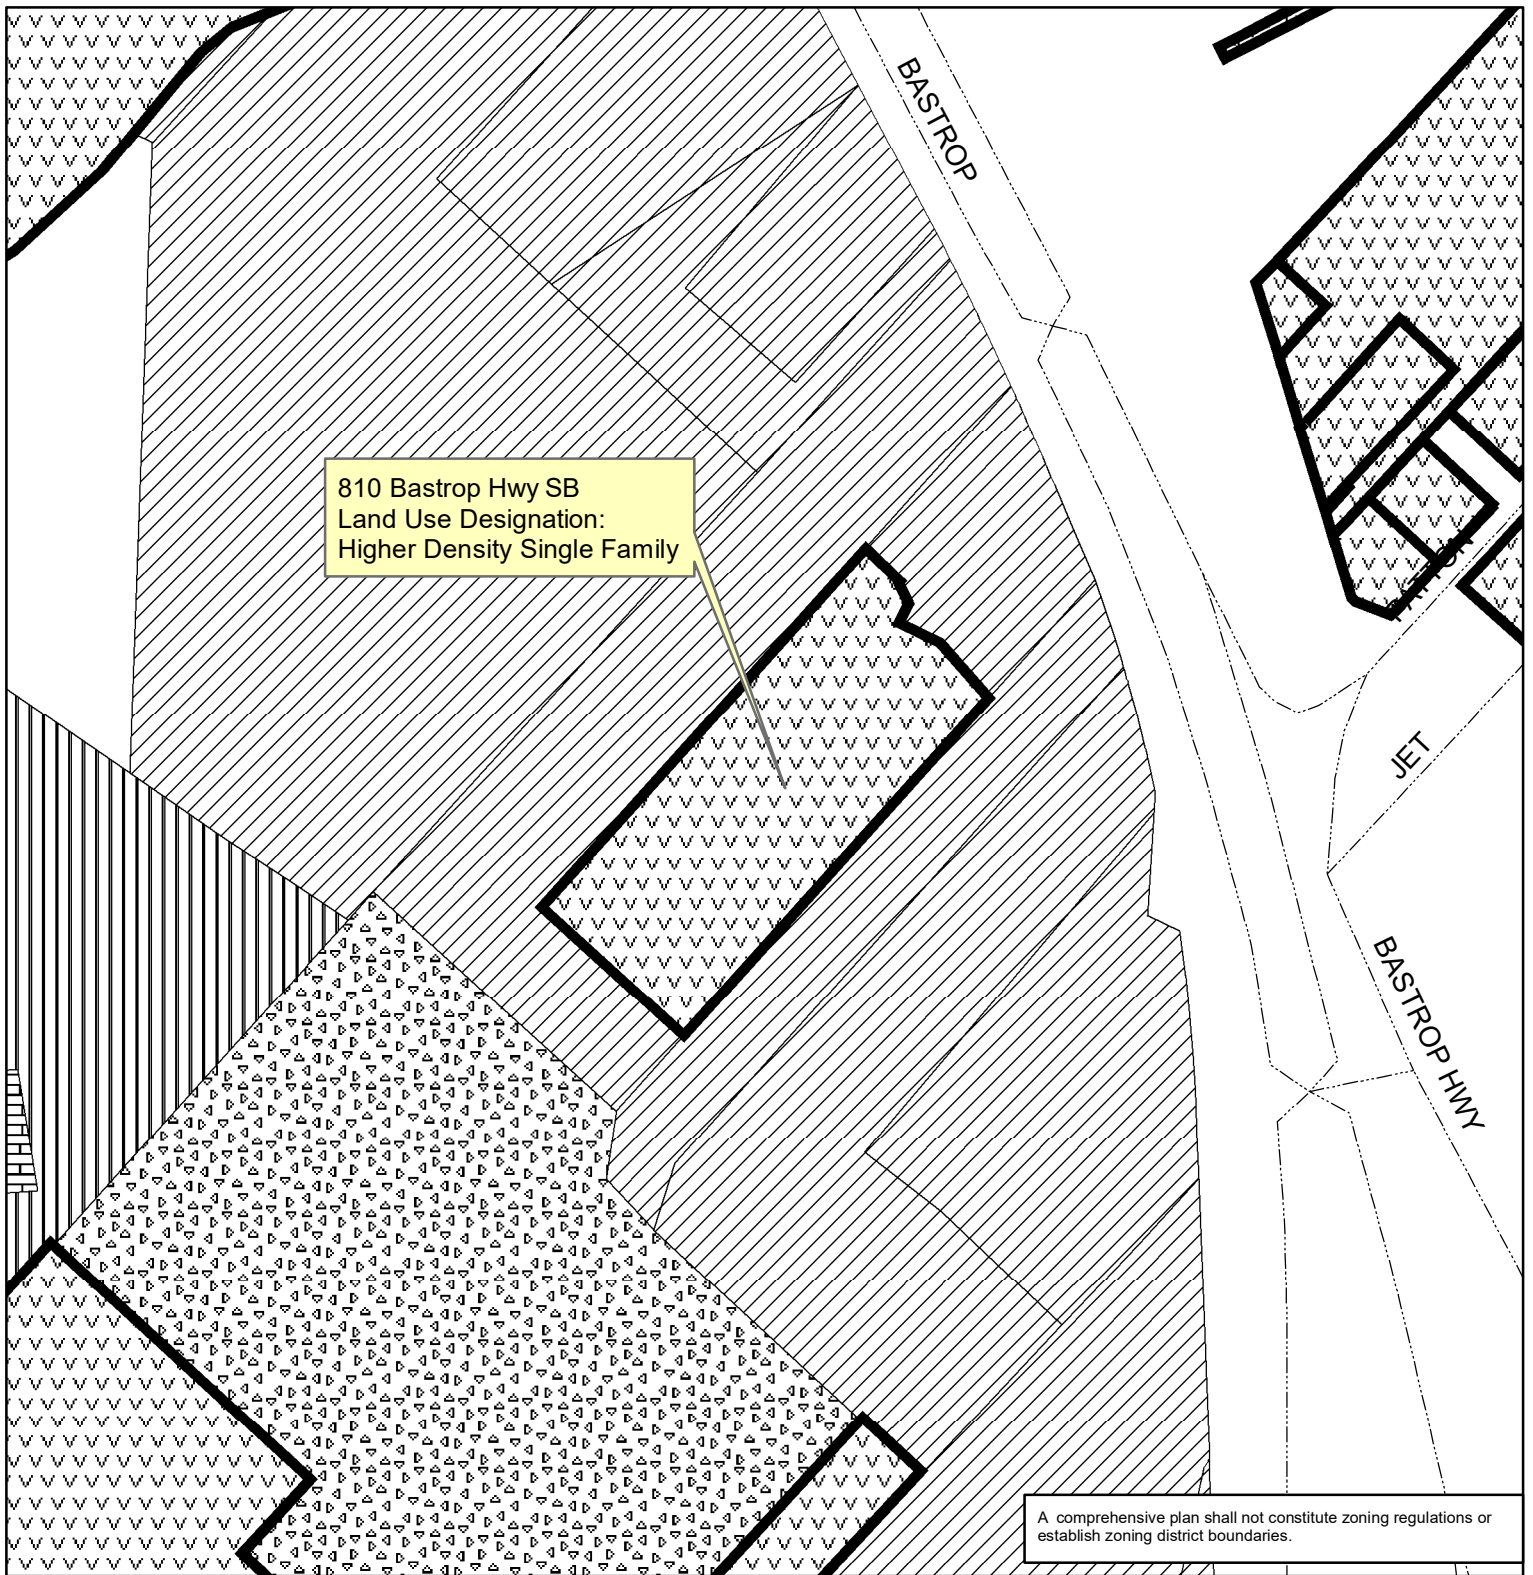 BASTROP
810 Bastrop Hwy SB
Land Use Designation:
Higher Density Single Family
JET
BASTROP HWY
A comprehensive plan shall not constitute zoning regulations or
establish zoning district boundaries.